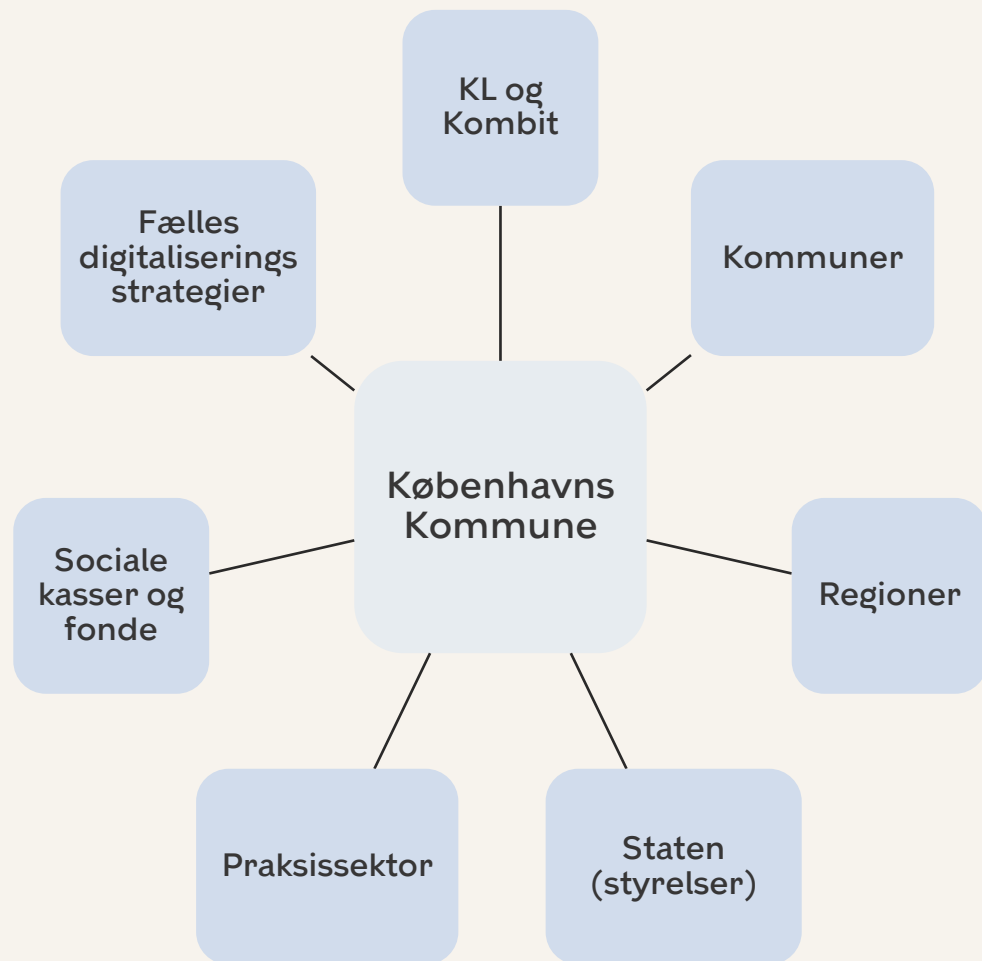 KL og
Kombit
Fælles
digitaliserings
strategier
Kommuner
Københavns
Kommune
Sociale
kasser og
fonde
Regioner
Praksissektor
Staten
(styrelser)